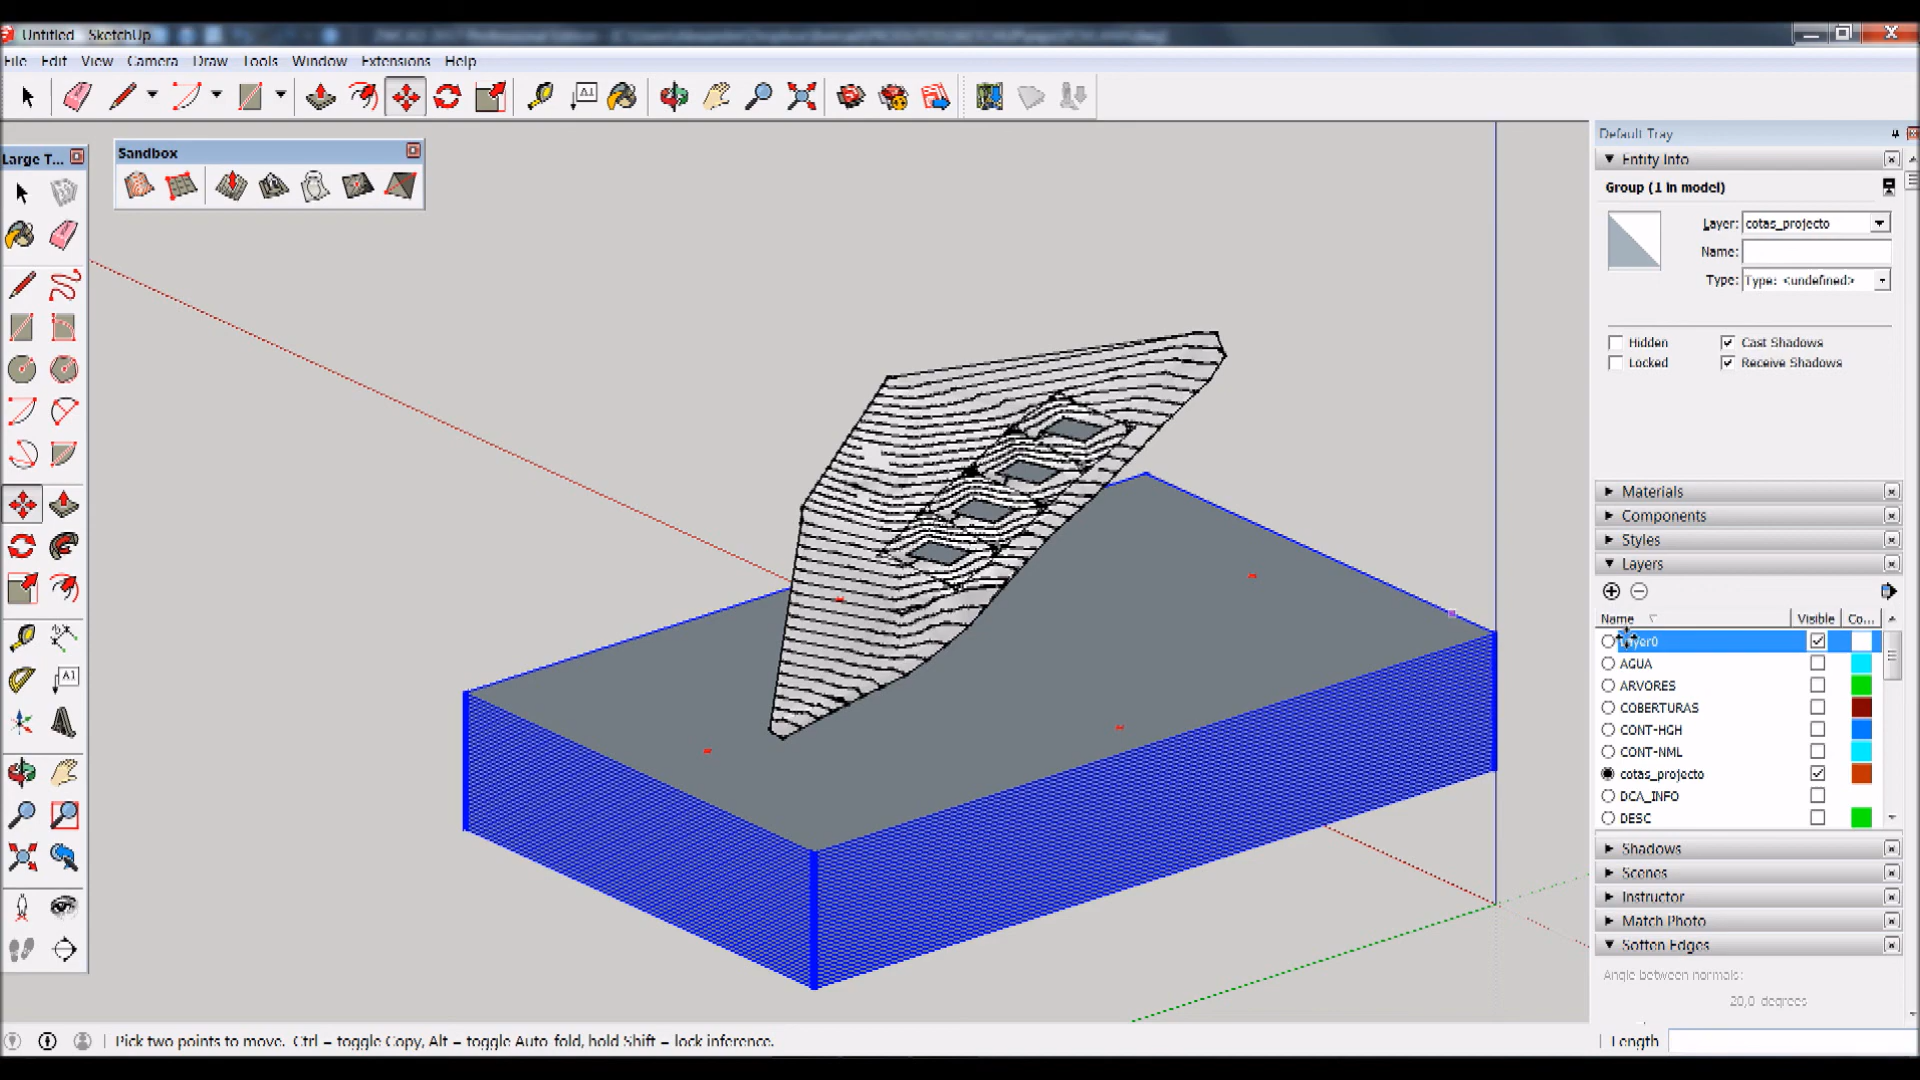 Untitled - SketchUp
File Edit View Camera Draw Tools Window Extensions Help
A1
Large T...
Sandbox
A1
Default Tray
Entity Info
Group (1 in model)
Layer: cotas_projecto
Name:
Type: Type: <undefined>
Hidden Cast Shadows
Locked Receive Shadows
Materials
Components
Styles
Layers
Name Visible Co...
AGUA
ARVORES
COBERTURAS
CONT-HGH
CONT-NML
cotas_projecto
DCA_INFO
DESC
Shadows
Scenes
Instructor
Match Photo
Soften Edges
Angle between normals:
20,0 degrees
Pick two points to move. Ctrl = toggle Copy, Alt = toggle Auto-fold, hold Shift = lock inference.
Length